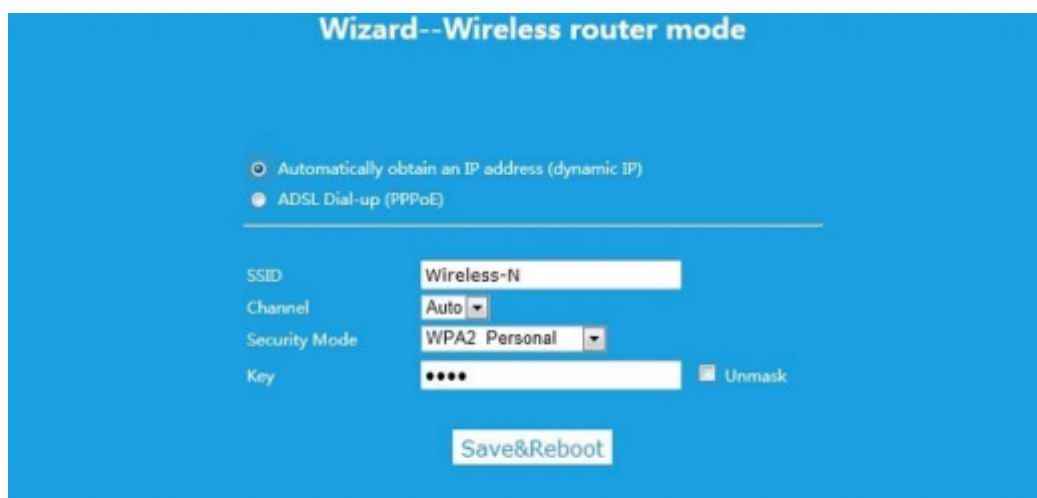 Wizard--Wireless router mode
Automatically obtain an IP address (dynamic IP)
ADSL Dial-up (PPPoE)
SSID Wireless-N
Channel Auto
Security Mode WPA2 Personal
Key •••• Unmask
Save&Reboot